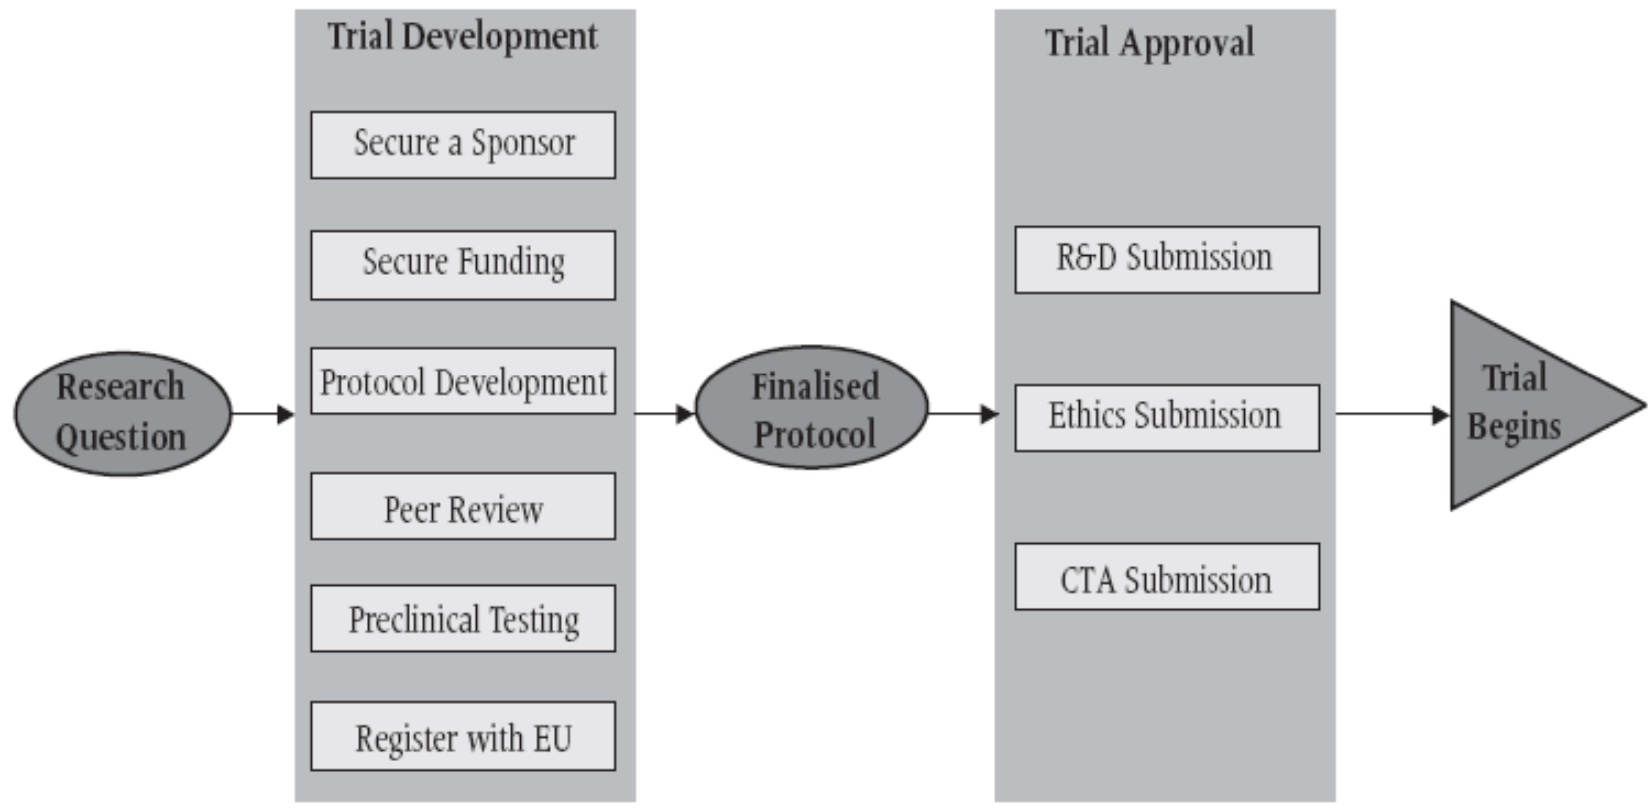 Trial Development
Secure a Sponsor
Secure Funding
Protocol Development
Peer Review
Preclinical Testing
Register with EU
Research
Question
Finalised
Protocol
Trial Approval
R&D Submission
Ethics Submission
CTA Submission
Trial
Begins